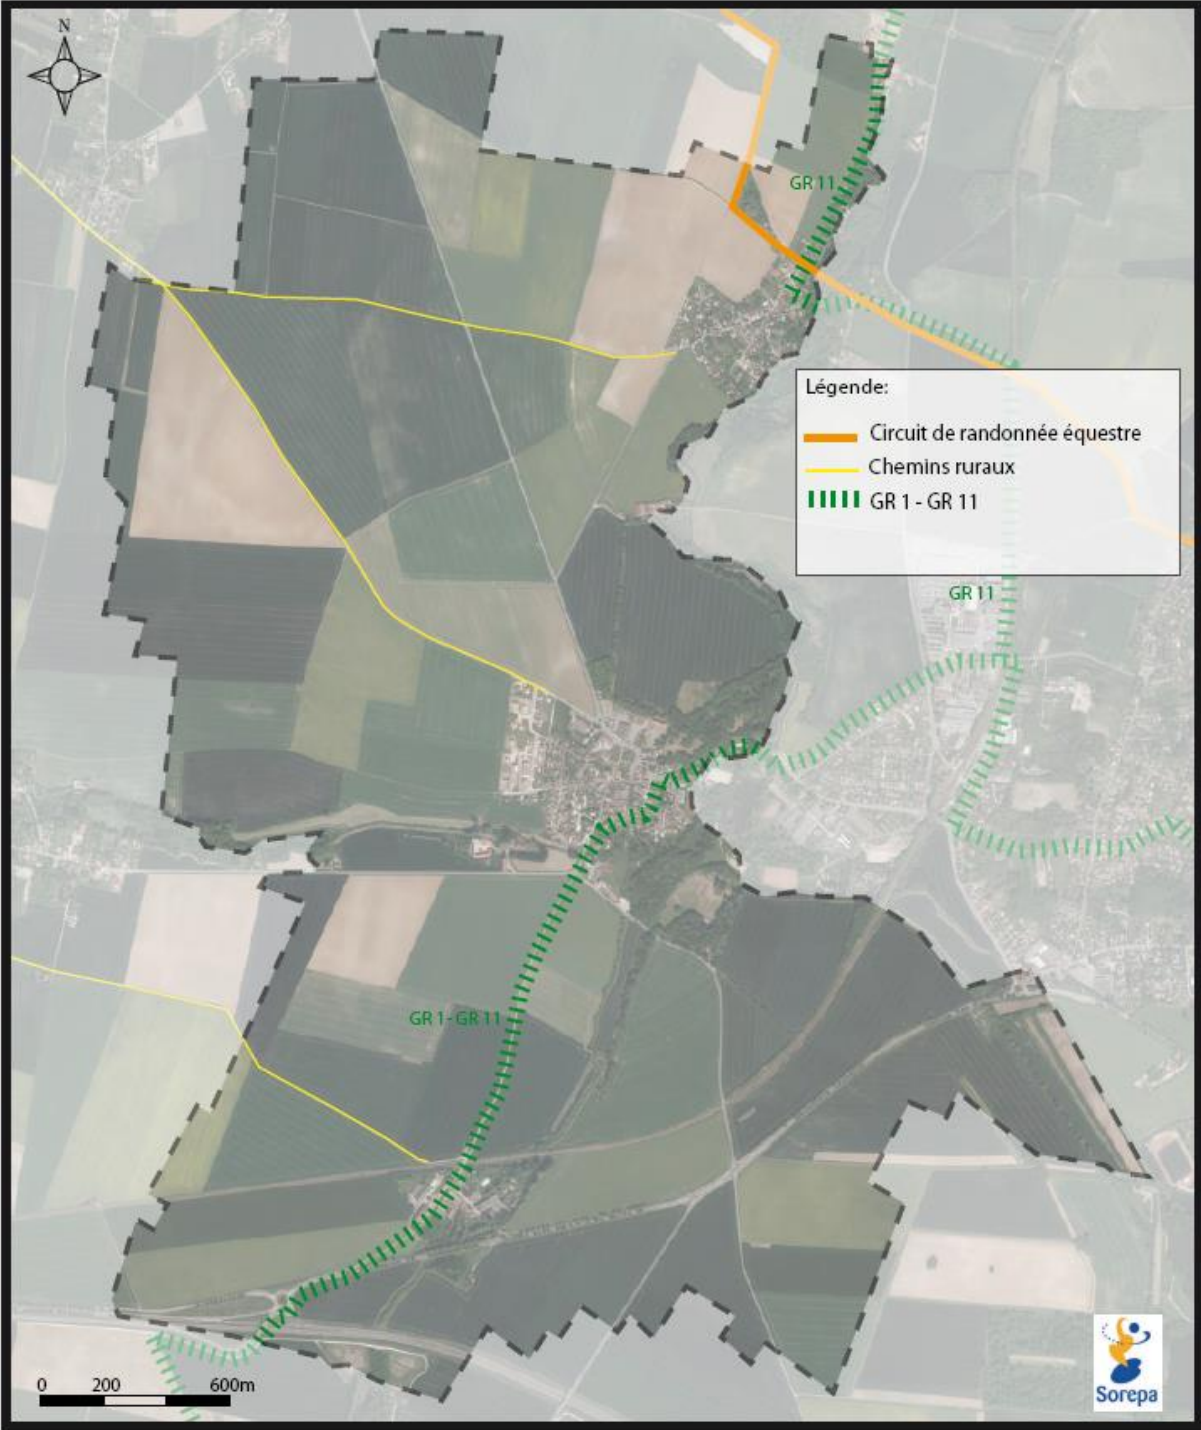 N
GR 11
Légende:
Circuit de randonnée équestre
Chemins ruraux
GR 1 - GR 11
GR 11
GR 1- GR 11
0 200 600m
Sorepa